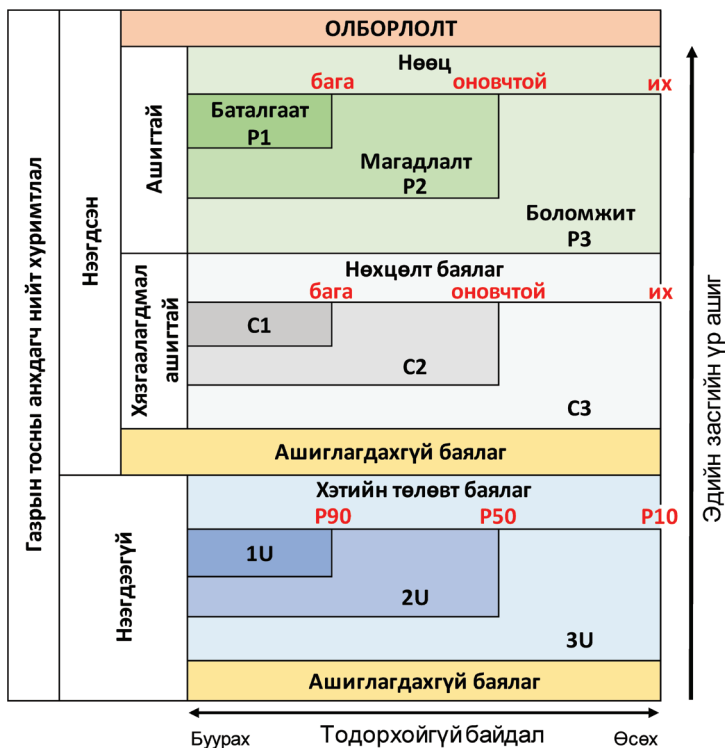 Газрын тосны анхдагч нийт хуримтлал
Нээгдсэн
ОЛБОРЛОЛТ
Ашигтай
Нөөц
бага оновчтой их
Баталгаат
P1
Магадлалт
P2
Боломжит
P3
Хязгаалагдмал
ашигтай
Нөхцөлт баялаг
бага оновчтой их
C1
C2
C3
Ашиглагдахгүй баялаг
Нээгдээгүй
Хэтийн төлөвт баялаг
P90 P50 P10
1U
2U
3U
Ашиглагдахгүй баялаг
Эдийн засгийн үр ашиг
Буурах Тодорхойгүй байдал Өсөх